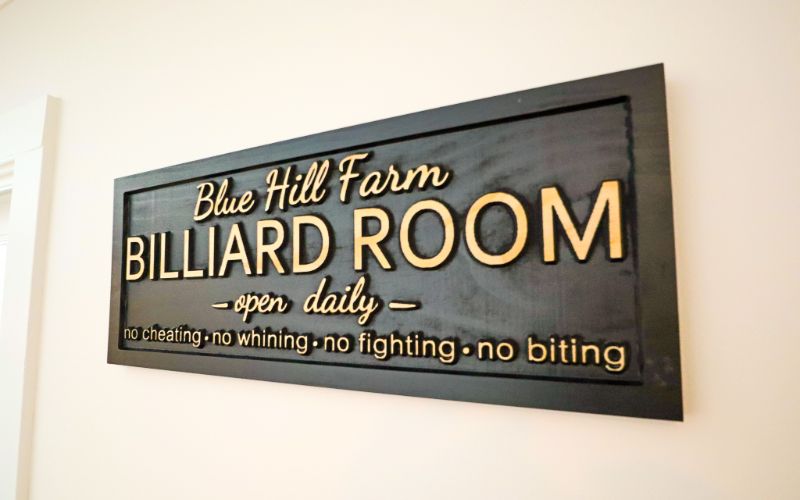 Blue Hill Farm
BILLIARD ROOM
– open daily –
no cheating • no whining • no fighting • no biting